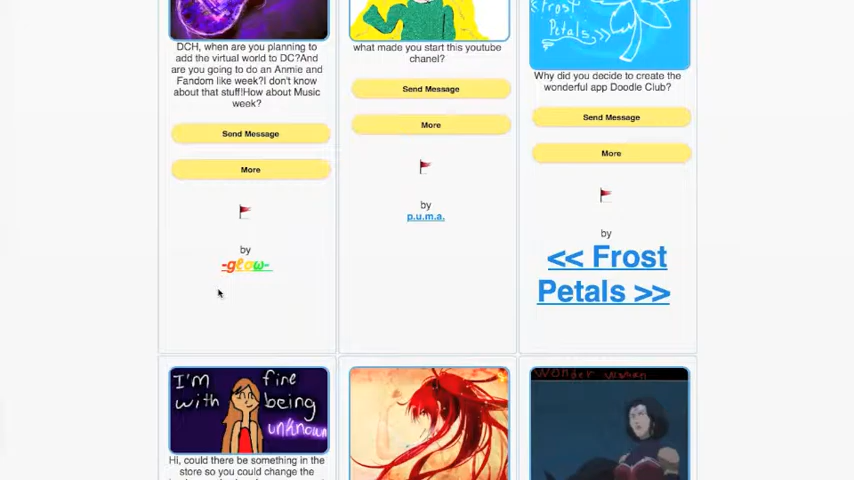 Frost
Petals
DCH, when are you planning to
add the virtual world to DC?And
are you going to do an Anmie and
Fandom like week?I don't know
about that stuff!How about Music
week?
Send Message
More
by
-glow-
what made you start this youtube
chanel?
Send Message
More
by
p.u.m.a.
Why did you decide to create the
wonderful app Doodle Club?
Send Message
More
by
<< Frost
Petals >>
I'm fine
with being
unknown
Hi, could there be something in the
store so you could change the
wonder woman